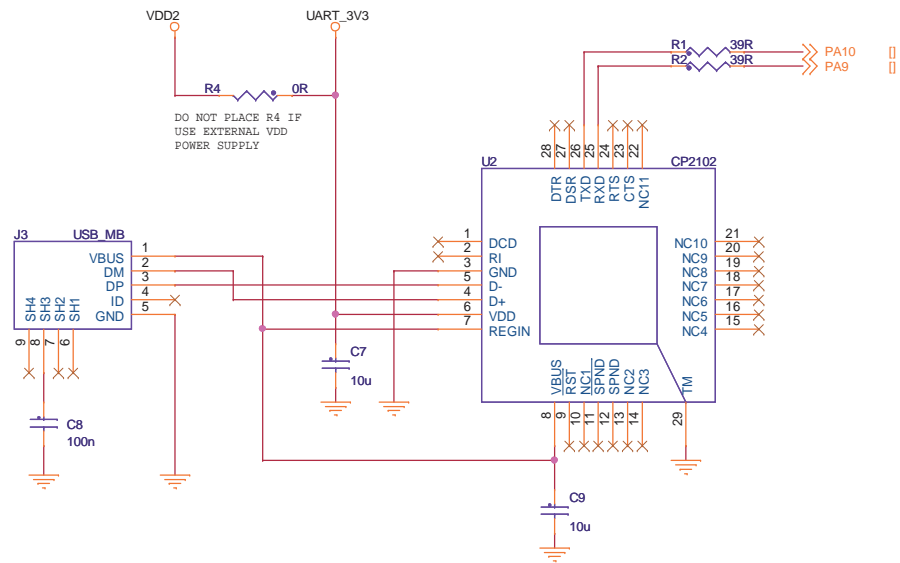 VDD2 UART_3V3
R1 39R PA10 []
R2 39R PA9 []
R4 0R
DO NOT PLACE R4 IF
USE EXTERNAL VDD
POWER SUPPLY
28 27 26 25 24 23 22
U2 CP2102
DTR DSR TXD RXD RTS CTS NC11
J3 USB_MB
VBUS 1
DM 2
DP 3
ID 4
GND 5
SH4 SH3 SH2 SH1
9 8 7 6
1 DCD
2 RI
3 GND
5 D-
4 D+
6 VDD
7 REGIN
NC10 21
NC9 20
NC8 19
NC7 18
NC6 17
NC5 16
NC4 15
VBUS RST NC1 SPND SPND NC2 NC3 TM
8 9 10 11 12 13 14 29
C7
10u
C8
100n
C9
10u